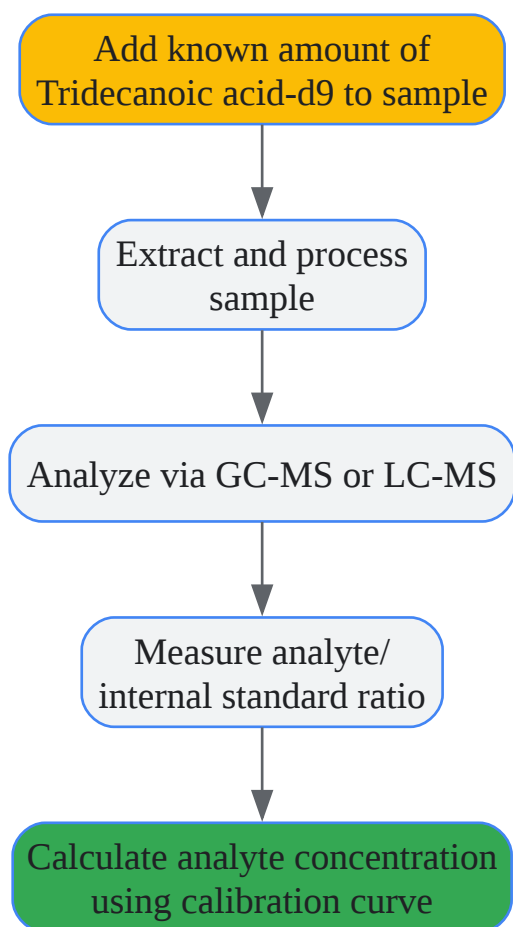 Add known amount of
Tridecanoic acid-d9 to sample
Extract and process
sample
Analyze via GC-MS or LC-MS
Measure analyte/
internal standard ratio
Calculate analyte concentration
using calibration curve